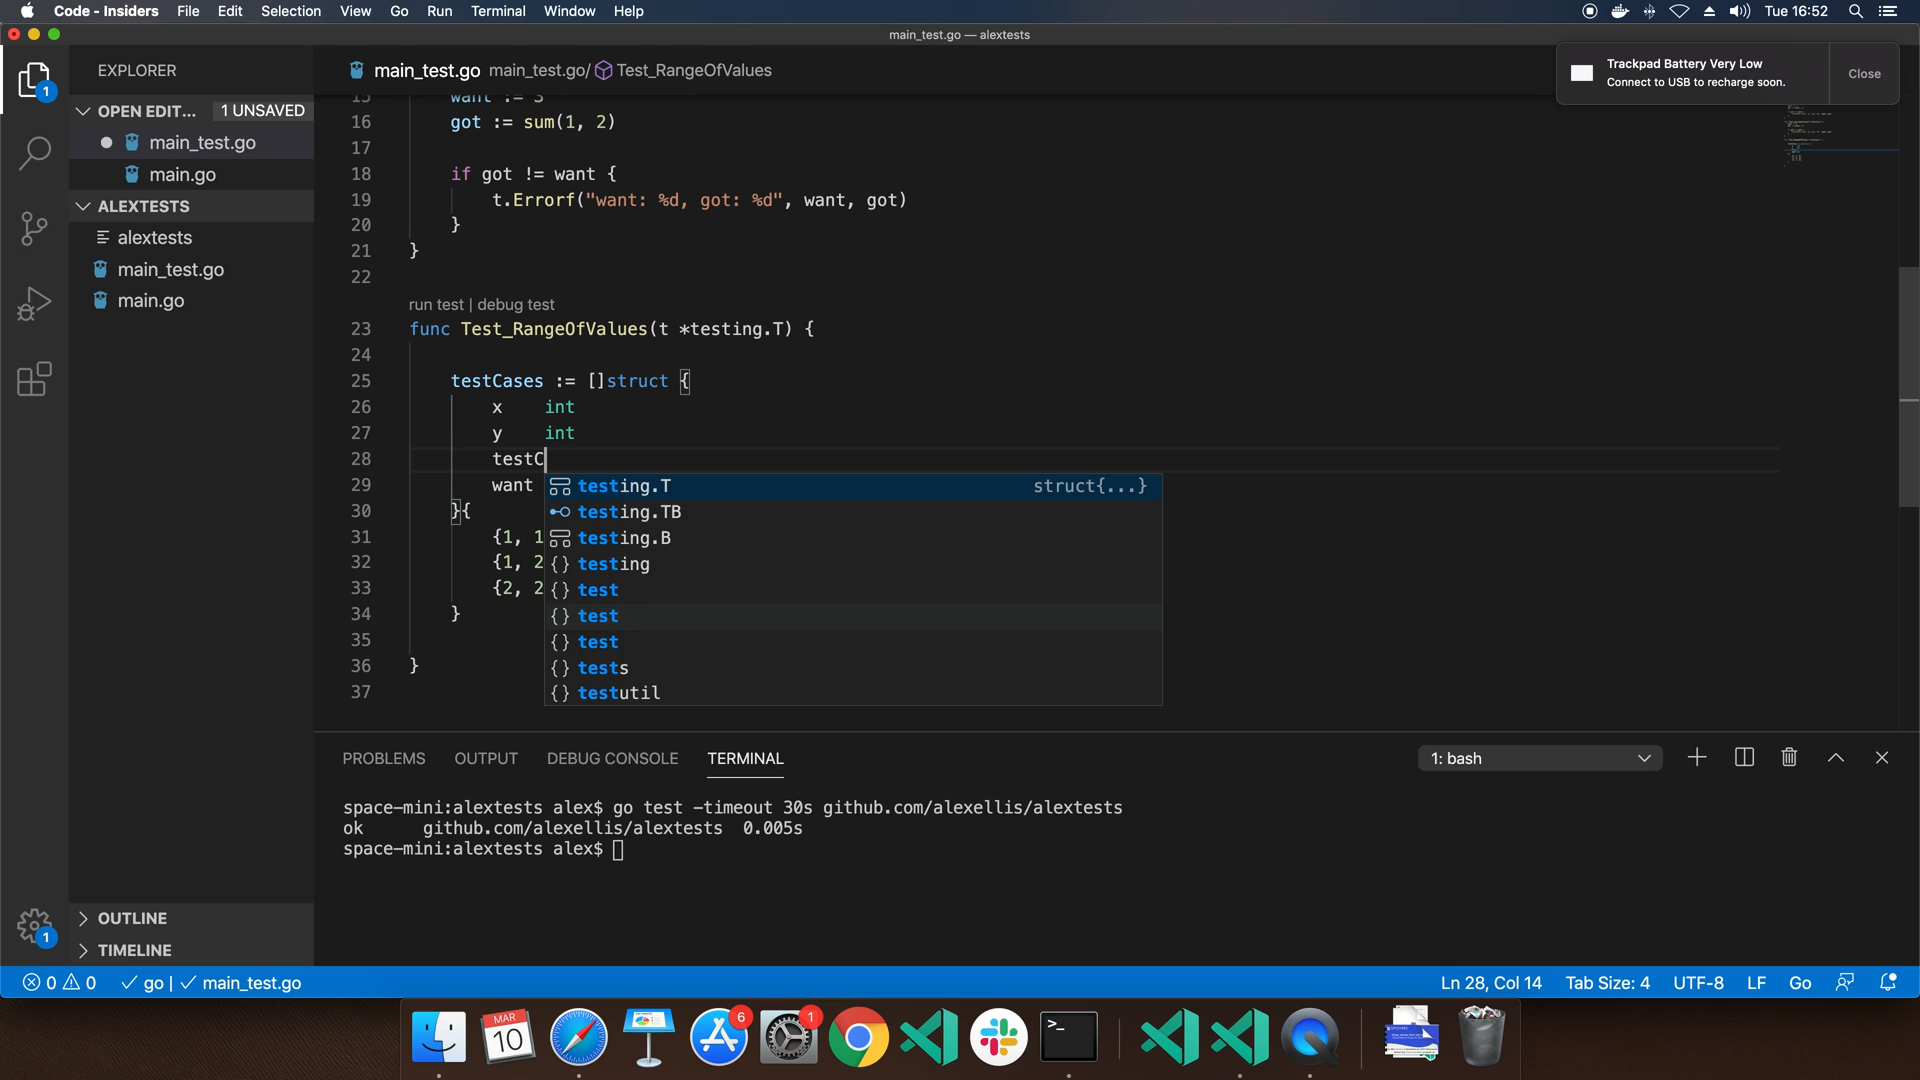 Code - Insiders File Edit Selection View Go Run Terminal Window Help Tue 16:52
main_test.go — alextests
EXPLORER
main_test.go main_test.go/ Test_RangeOfValues
Trackpad Battery Very Low
Connect to USB to recharge soon.
Close
OPEN EDIT... 1 UNSAVED
main_test.go
main.go
ALEXTESTS
alextests
main_test.go
main.go
OUTLINE
TIMELINE
1
1
15 want := 3
16 got := sum(1, 2)
17
18 if got != want {
19 t.Errorf("want: %d, got: %d", want, got)
20 }
21 }
22
run test | debug test
23 func Test_RangeOfValues(t *testing.T) {
24
25 testCases := []struct {
26 x int
27 y int
28 testC
29 want
30 }{
31 {1, 1
32 {1, 2
33 {2, 2
34 }
35
36 }
37
testing.T struct{...}
testing.TB
testing.B
{} testing
{} test
{} test
{} test
{} tests
{} testutil
PROBLEMS OUTPUT DEBUG CONSOLE TERMINAL
1: bash
space-mini:alextests alex$ go test -timeout 30s github.com/alexellis/alextests
ok github.com/alexellis/alextests 0.005s
space-mini:alextests alex$
0 0 go | main_test.go
Ln 28, Col 14 Tab Size: 4 UTF-8 LF Go
MAR
10
6
1
>_